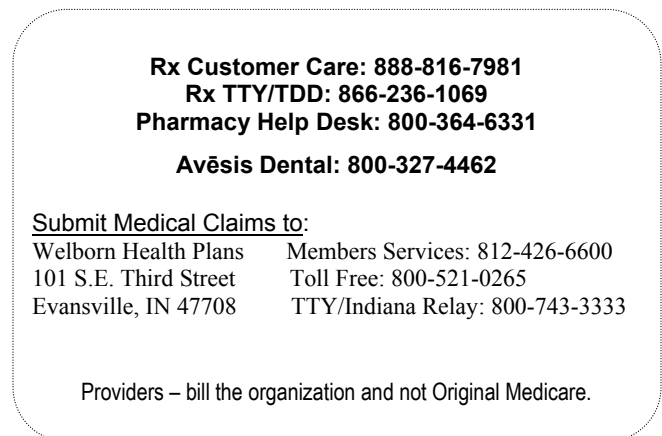 Rx Customer Care: 888-816-7981
Rx TTY/TDD: 866-236-1069
Pharmacy Help Desk: 800-364-6331
Avēsis Dental: 800-327-4462
Submit Medical Claims to:
Welborn Health Plans Members Services: 812-426-6600
101 S.E. Third Street Toll Free: 800-521-0265
Evansville, IN 47708 TTY/Indiana Relay: 800-743-3333
Providers – bill the organization and not Original Medicare.